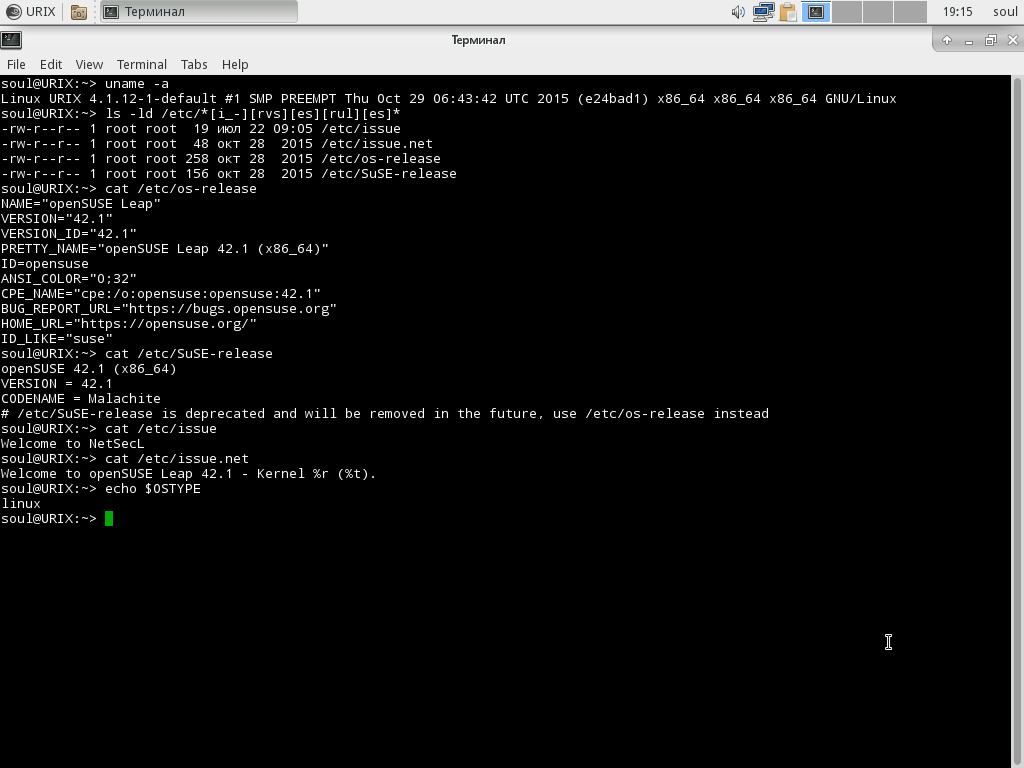 URIX Терминал 19:15 soul
Терминал
File Edit View Terminal Tabs Help
soul@URIX:~> uname -a
Linux URIX 4.1.12-1-default #1 SMP PREEMPT Thu Oct 29 06:43:42 UTC 2015 (e24bad1) x86_64 x86_64 x86_64 GNU/Linux
soul@URIX:~> ls -ld /etc/*[i_-][rvs][es][rul][es]*
-rw-r--r-- 1 root root  19 июл 22 09:05 /etc/issue
-rw-r--r-- 1 root root  48 окт 28  2015 /etc/issue.net
-rw-r--r-- 1 root root 258 окт 28  2015 /etc/os-release
-rw-r--r-- 1 root root 156 окт 28  2015 /etc/SuSE-release
soul@URIX:~> cat /etc/os-release
NAME="openSUSE Leap"
VERSION="42.1"
VERSION_ID="42.1"
PRETTY_NAME="openSUSE Leap 42.1 (x86_64)"
ID=opensuse
ANSI_COLOR="0;32"
CPE_NAME="cpe:/o:opensuse:opensuse:42.1"
BUG_REPORT_URL="https://bugs.opensuse.org"
HOME_URL="https://opensuse.org/"
ID_LIKE="suse"
soul@URIX:~> cat /etc/SuSE-release
openSUSE 42.1 (x86_64)
VERSION = 42.1
CODENAME = Malachite
# /etc/SuSE-release is deprecated and will be removed in the future, use /etc/os-release instead
soul@URIX:~> cat /etc/issue
Welcome to NetSecL
soul@URIX:~> cat /etc/issue.net
Welcome to openSUSE Leap 42.1 - Kernel %r (%t).
soul@URIX:~> echo $OSTYPE
linux
soul@URIX:~>